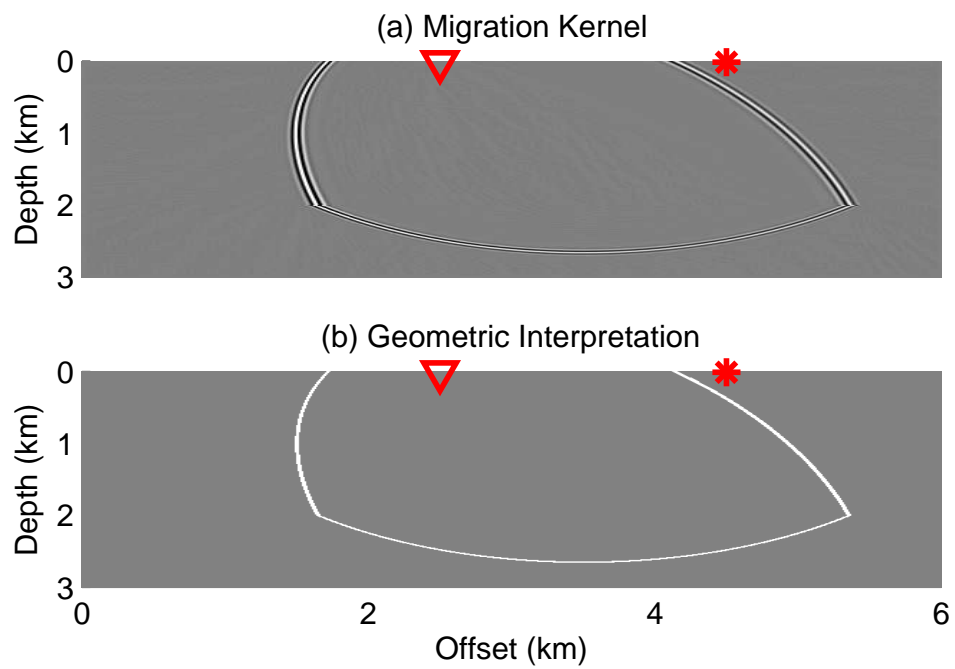 (a) Migration Kernel
0
1
2
3
Depth (km)
(b) Geometric Interpretation
0
1
2
3
Depth (km)
0 2 4 6
Offset (km)